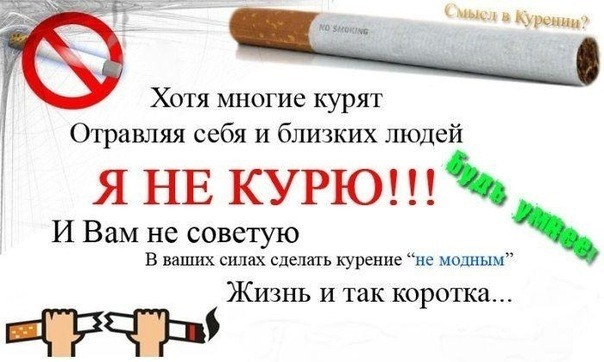 Смысл в Курении?
NO SMOKING
Хотя многие курят
Отравляя себя и близких людей
Я НЕ КУРЮ!!!
Будь умнее!
И Вам не советую
В ваших силах сделать курение “не модным”
Жизнь и так коротка...